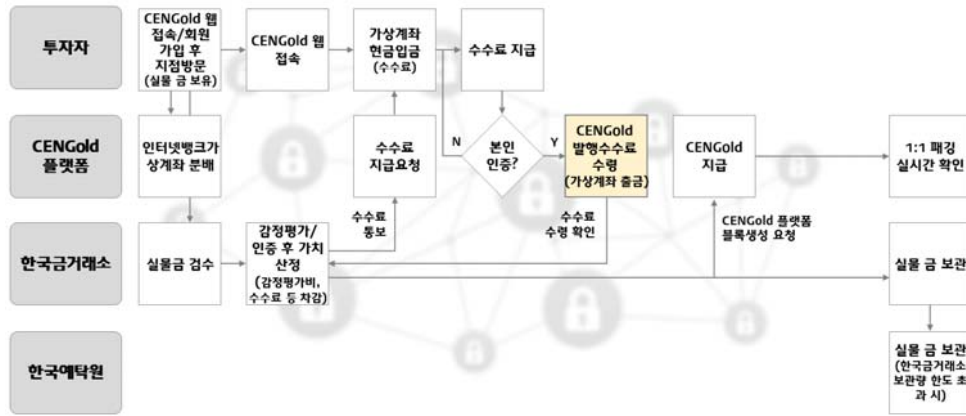 투자자
CENGold 웹
접속/회원
가입 후
지점방문
(실물 금 보유)
CENGold 웹
접속
가상계좌
현금입금
(수수료)
수수료 지급
CENGold
플랫폼
인터넷뱅크가
상계좌 분배
수수료
지급요청
N
본인
인증?
Y
CENGold
발행수수료
수령
(가상계좌 출금)
CENGold
지급
1:1 패깅
실시간 확인
수수료
통보
수수료
수령 확인
CENGold 플랫폼
블록생성 요청
한국금거래소
실물금 검수
감정평가/
인증 후 가치
산정
(감정평가비,
수수료 등 차감)
실물 금 보관
한국예탁원
실물 금 보관
(한국금거래소
보관량 한도 초
과 시)